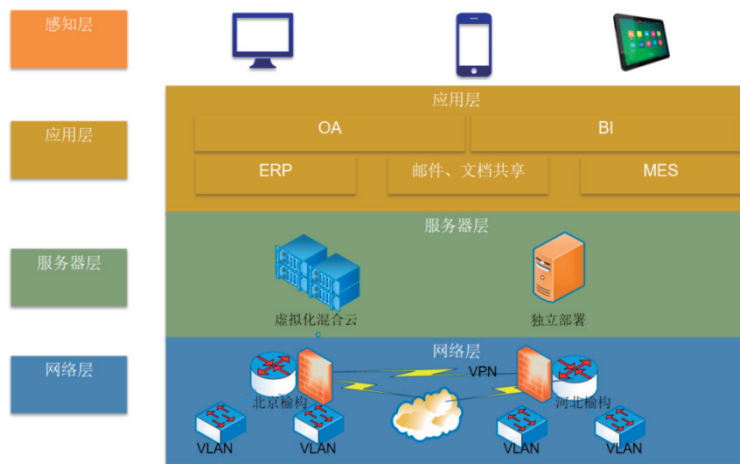 感知层
应用层
应用层
OA
BI
ERP
邮件、文档共享
MES
服务器层
服务器层
虚拟化混合云
独立部署
网络层
网络层
VPN
北京榆构
河北榆构
VLAN
VLAN
VLAN
VLAN